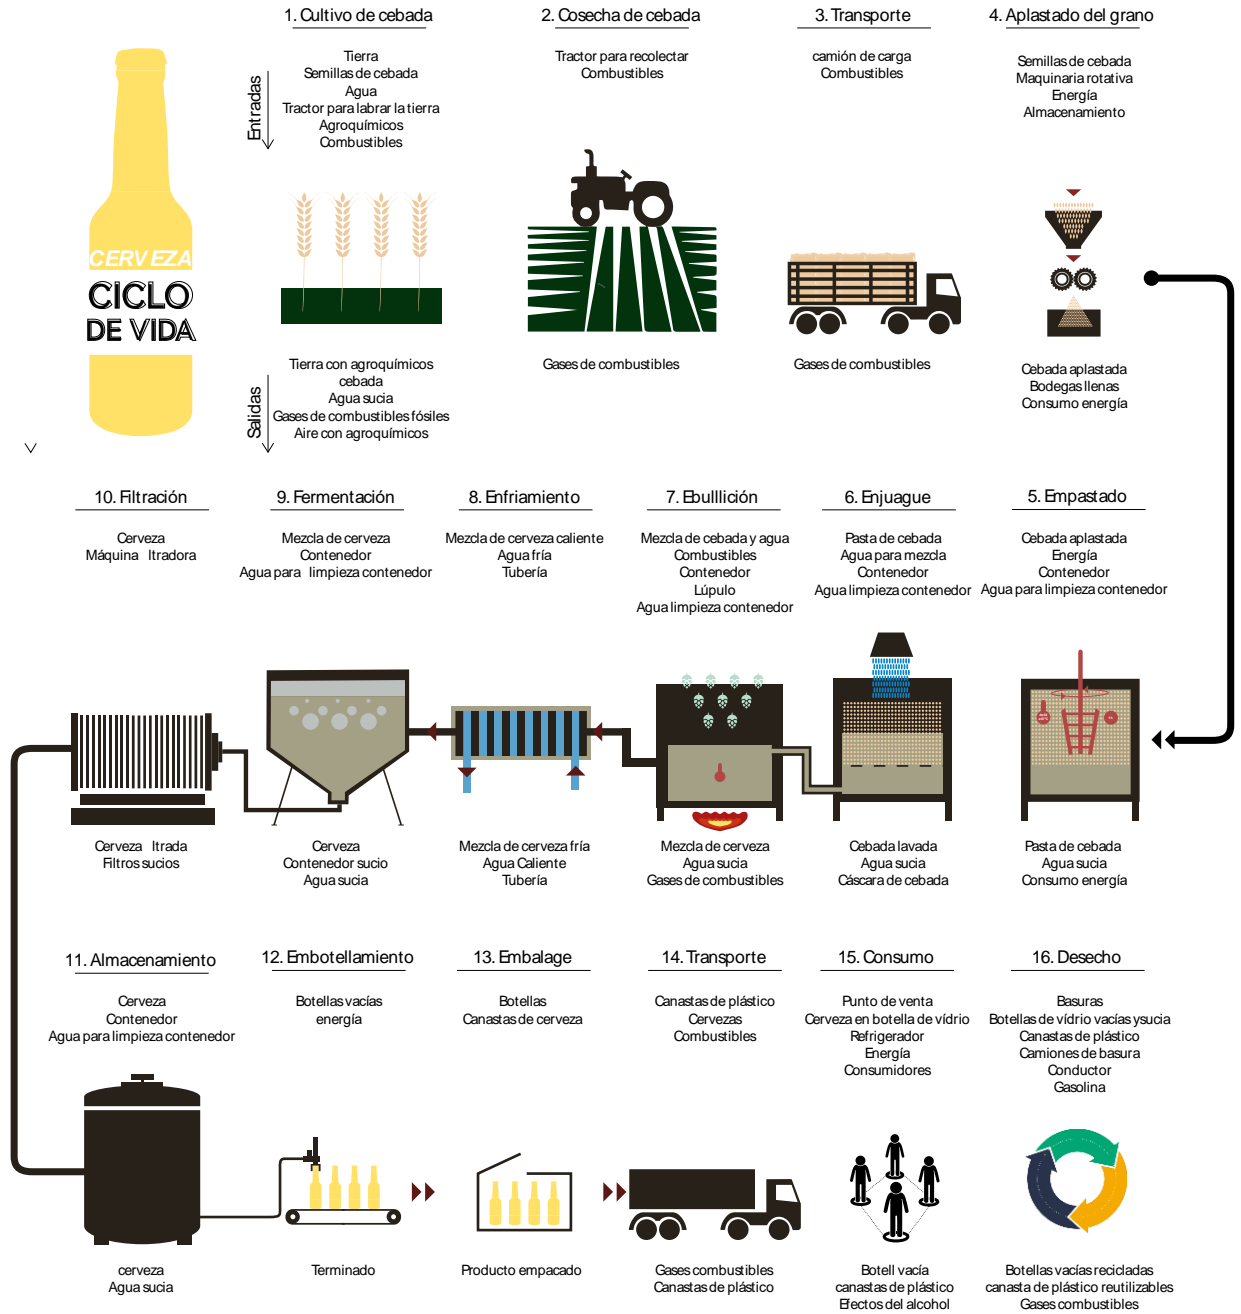 CERVEZA
CICLO
DE VIDA
Entradas
Salidas
1. Cultivo de cebada
Tierra
Semillas de cebada
Agua
Tractor para labrar la tierra
Agroquímicos
Combustibles
Tierra con agroquímicos
cebada
Agua sucia
Gases de combustibles fósiles
Aire con agroquímicos
2. Cosecha de cebada
Tractor para recolectar
Combustibles
Gases de combustibles
3. Transporte
camión de carga
Combustibles
Gases de combustibles
4. Aplastado del grano
Semillas de cebada
Maquinaria rotativa
Energía
Almacenamiento
Cebada aplastada
Bodegas llenas
Consumo energía
5. Empastado
Cebada aplastada
Energía
Contenedor
Agua para limpieza contenedor
Pasta de cebada
Agua sucia
Consumo energía
6. Enjuague
Pasta de cebada
Agua para mezcla
Contenedor
Agua limpieza contenedor
Cebada lavada
Agua sucia
Cáscara de cebada
7. Ebulllición
Mezcla de cebada y agua
Combustibles
Contenedor
Lúpulo
Agua limpieza contenedor
Mezcla de cerveza
Agua sucia
Gases de combustibles
8. Enfriamiento
Mezcla de cerveza caliente
Agua fría
Tubería
Mezcla de cerveza fría
Agua Caliente
Tubería
9. Fermentación
Mezcla de cerveza
Contenedor
Agua para limpieza contenedor
Cerveza
Contenedor sucio
Agua sucia
10. Filtración
Cerveza
Máquina ltradora
Cerveza ltrada
Filtros sucios
11. Almacenamiento
Cerveza
Contenedor
Agua para limpieza contenedor
cerveza
Agua sucia
12. Embotellamiento
Botellas vacías
energía
Terminado
13. Embalage
Botellas
Canastas de cerveza
Producto empacado
14. Transporte
Canastas de plástico
Cervezas
Combustibles
Gases combustibles
Canastas de plástico
15. Consumo
Punto de venta
Cerveza en botella de vídrio
Refrigerador
Energía
Consumidores
Botell vacía
canastas de plástico
Efectos del alcohol
16. Desecho
Basuras
Botellas de vídrio vacías ysucia
Canastas de plástico
Camiones de basura
Conductor
Gasolina
Botellas vacías recicladas
canasta de plástico reutilizables
Gases combustibles